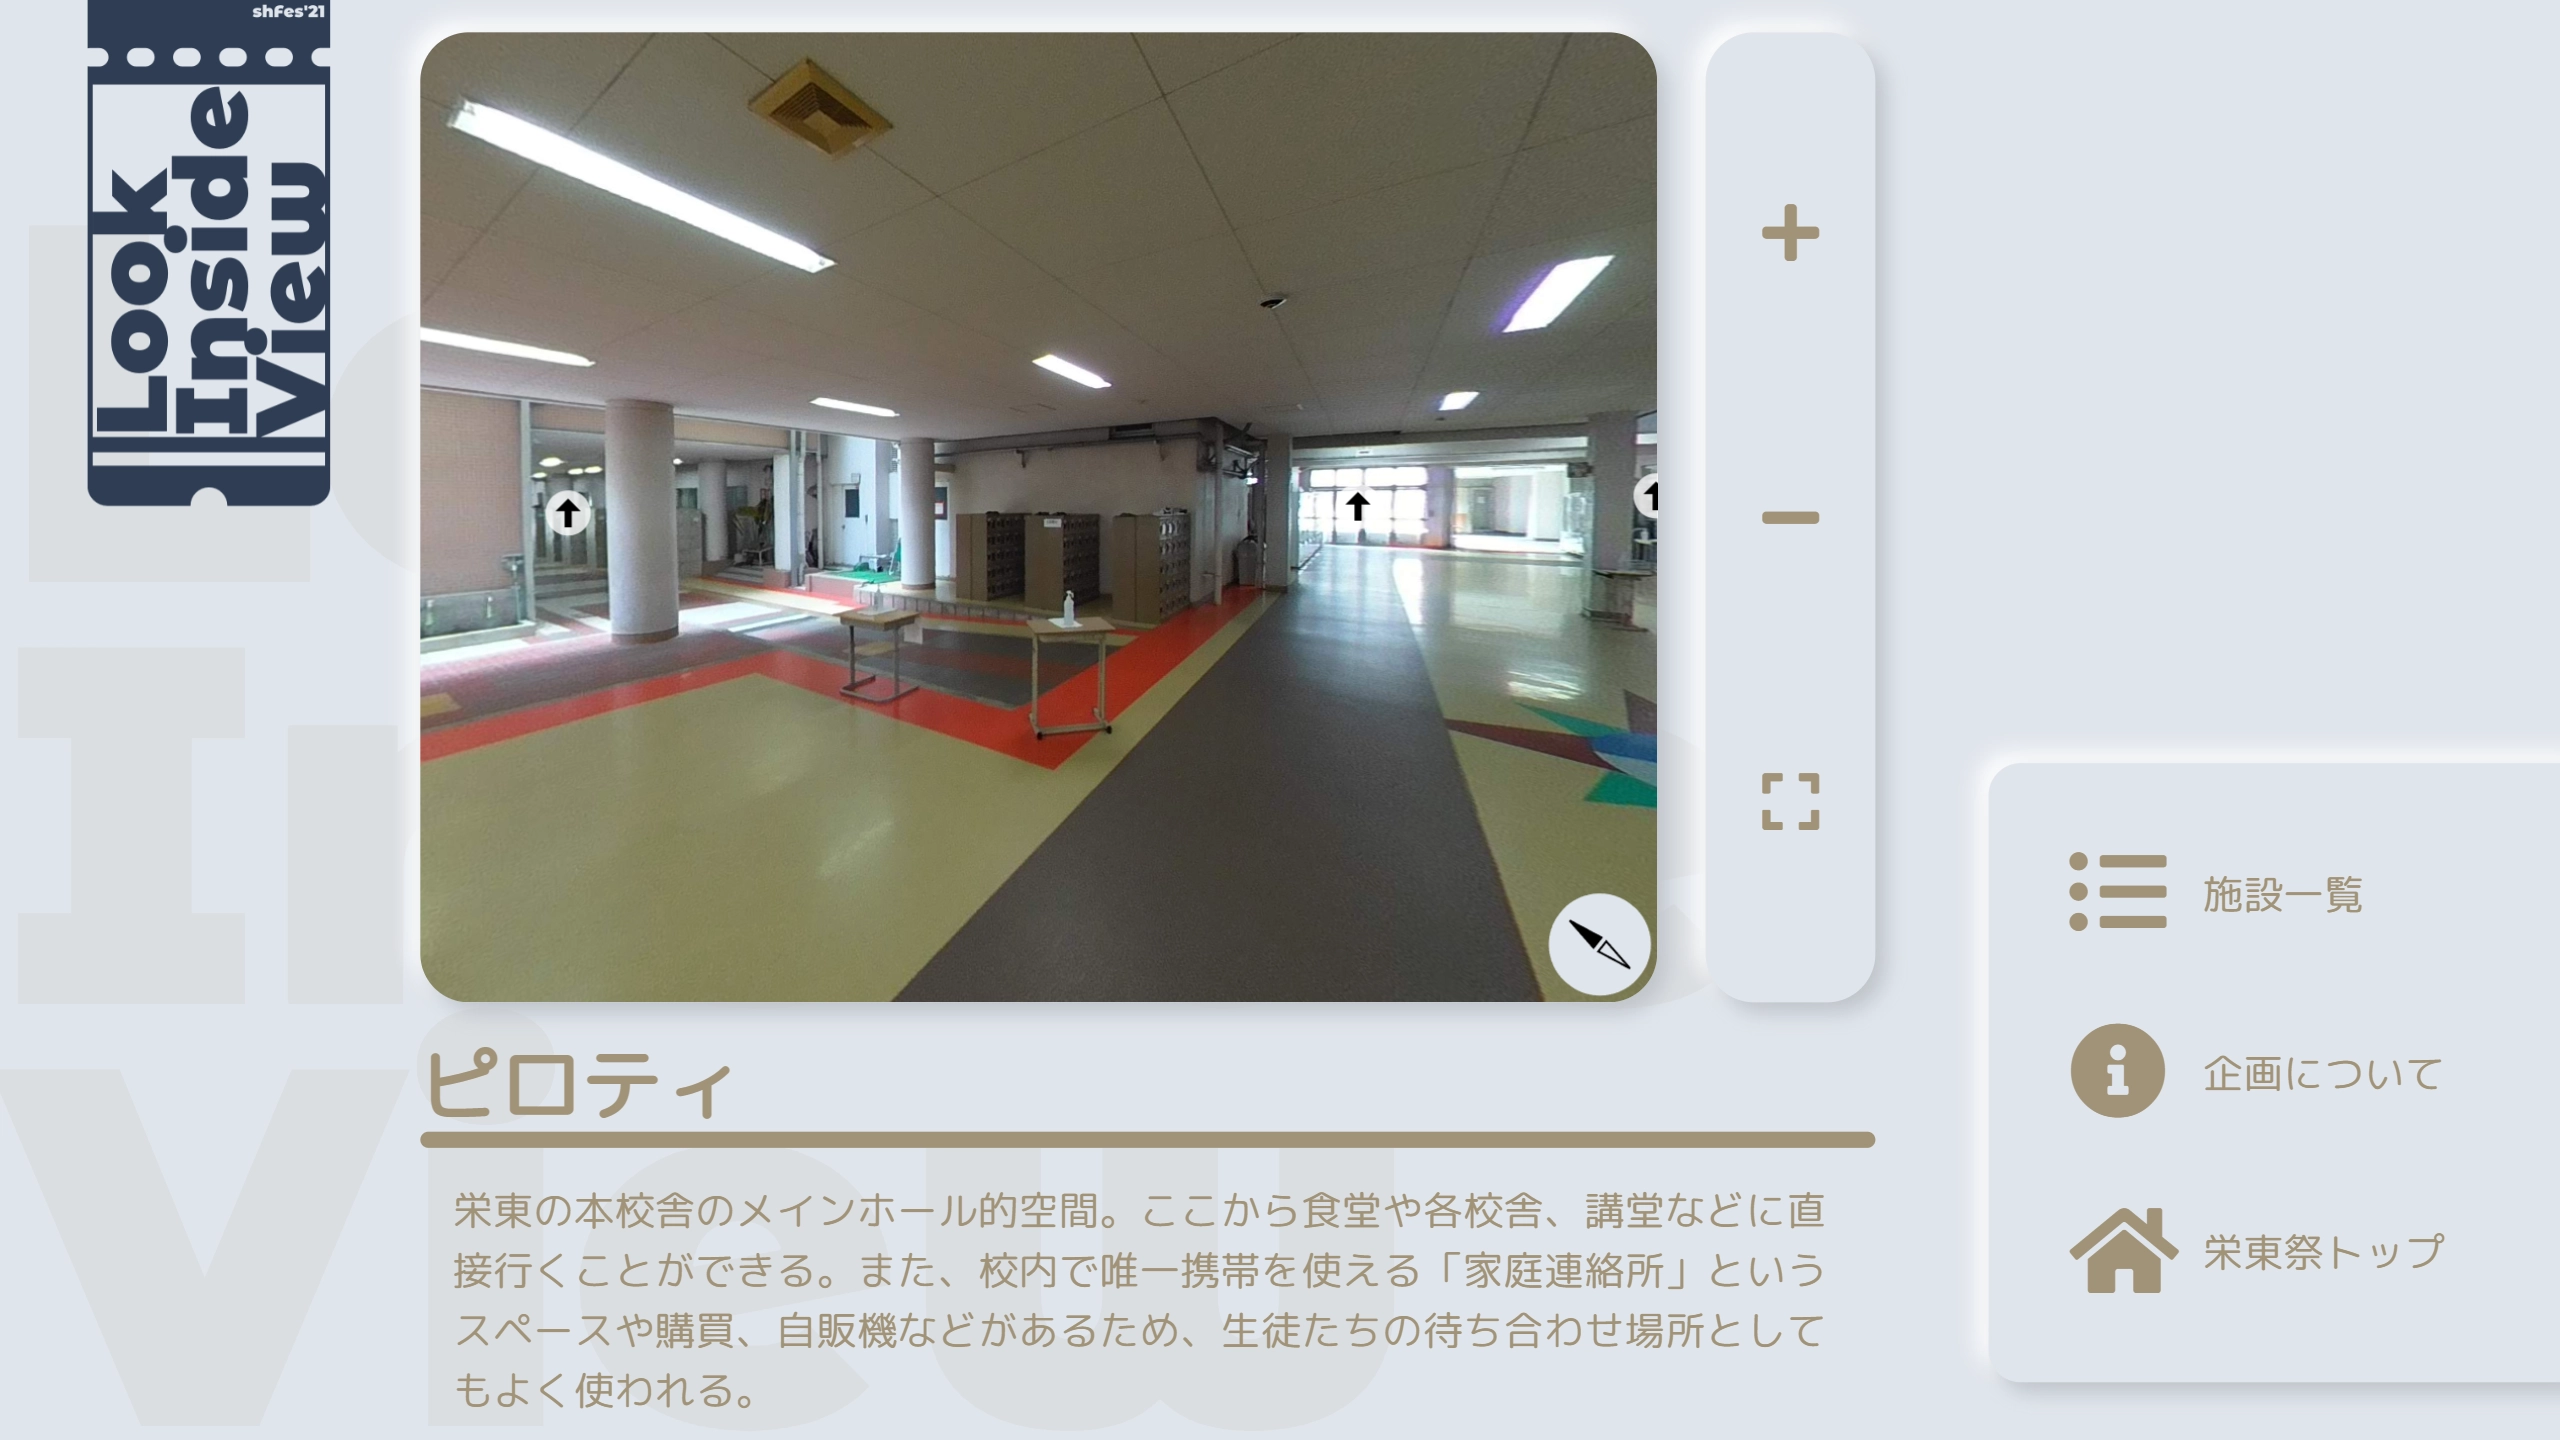 shFes'21
Look
Inside
View
ピロティ
栄東の本校舎のメインホール的空間。ここから食堂や各校舎、講堂などに直
接行くことができる。また、校内で唯一携帯を使える「家庭連絡所」という
スペースや購買、自販機などがあるため、生徒たちの待ち合わせ場所として
もよく使われる。
施設一覧
企画について
栄東祭トップ